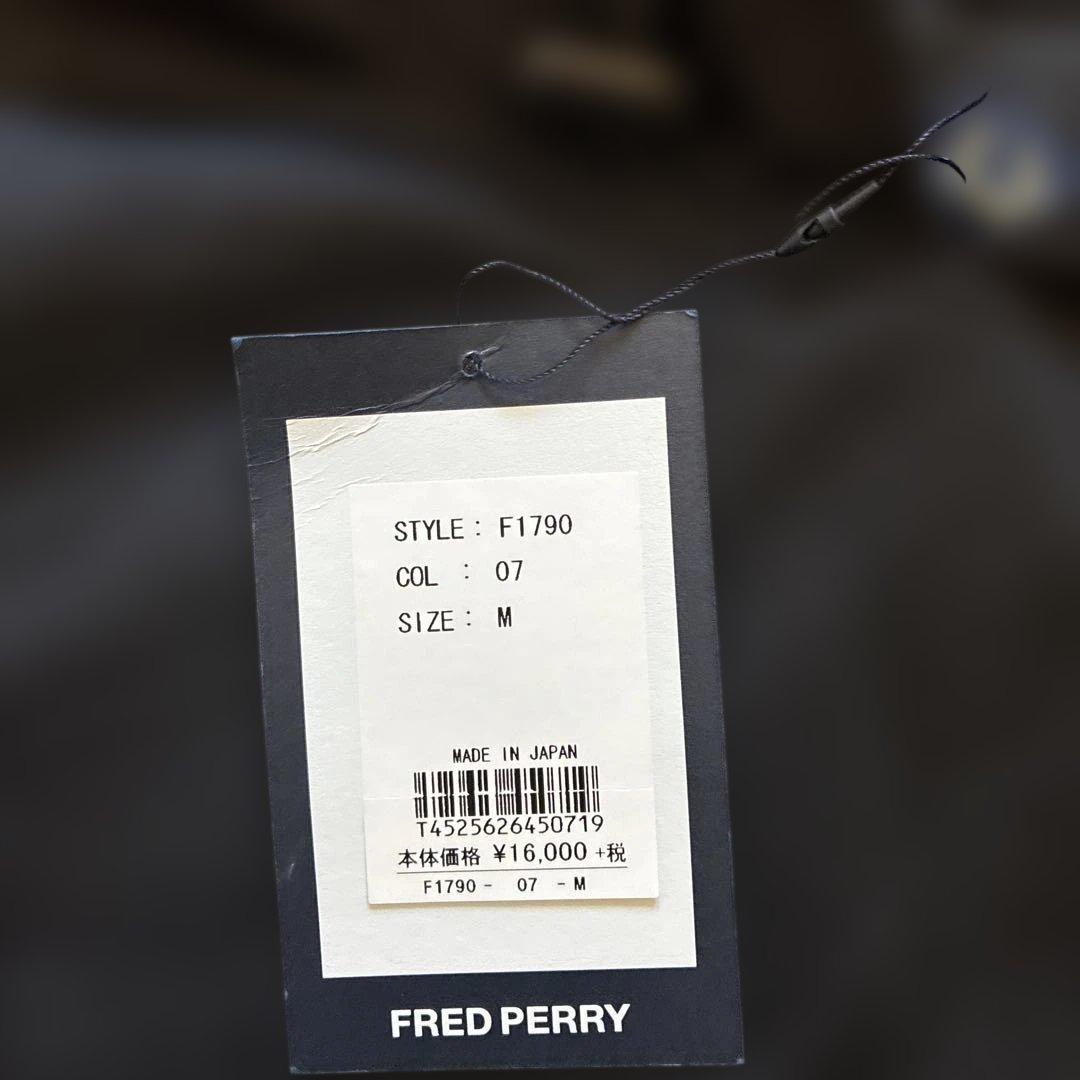 STYLE : F1790
COL : 07
SIZE : M
MADE IN JAPAN
T4525626450719
本体価格 ¥16,000 +税
F1790 - 07 - M
FRED PERRY